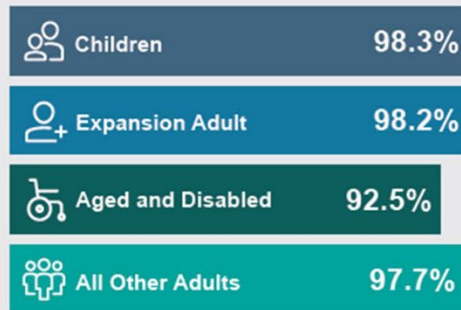 Children 98.3%
Expansion Adult 98.2%
Aged and Disabled 92.5%
All Other Adults 97.7%